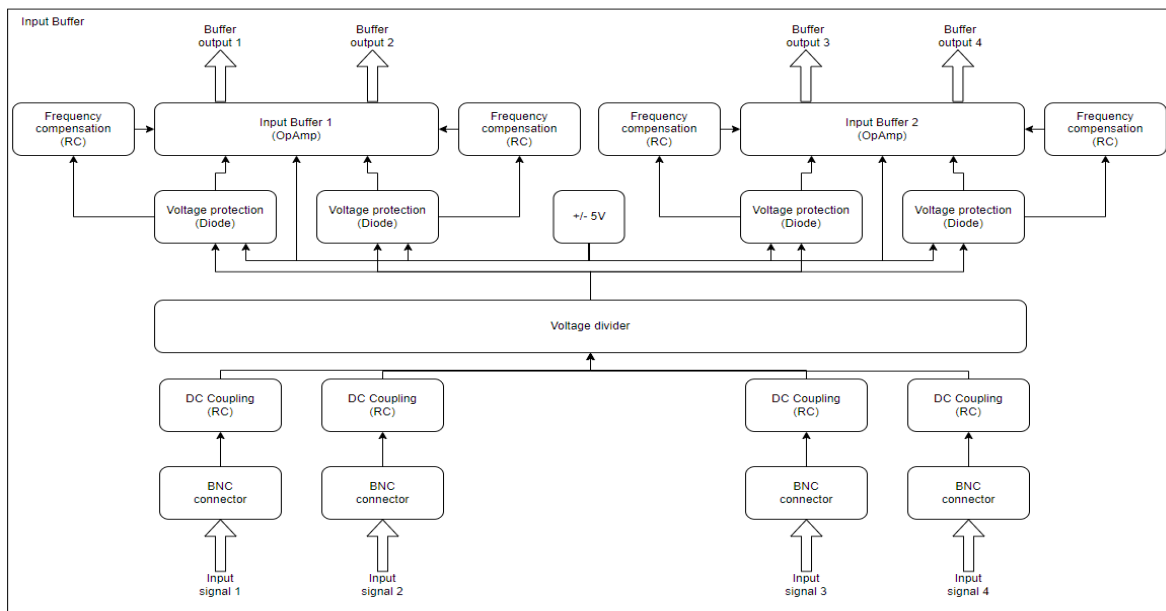 Input Buffer
Buffer
output 1
Buffer
output 2
Buffer
output 3
Buffer
output 4
Frequency
compensation
(RC)
Input Buffer 1
(OpAmp)
Frequency
compensation
(RC)
Frequency
compensation
(RC)
Input Buffer 2
(OpAmp)
Frequency
compensation
(RC)
Voltage protection
(Diode)
Voltage protection
(Diode)
+/- 5V
Voltage protection
(Diode)
Voltage protection
(Diode)
Voltage divider
DC Coupling
(RC)
DC Coupling
(RC)
DC Coupling
(RC)
DC Coupling
(RC)
BNC
connector
BNC
connector
BNC
connector
BNC
connector
Input
signal 1
Input
signal 2
Input
signal 3
Input
signal 4